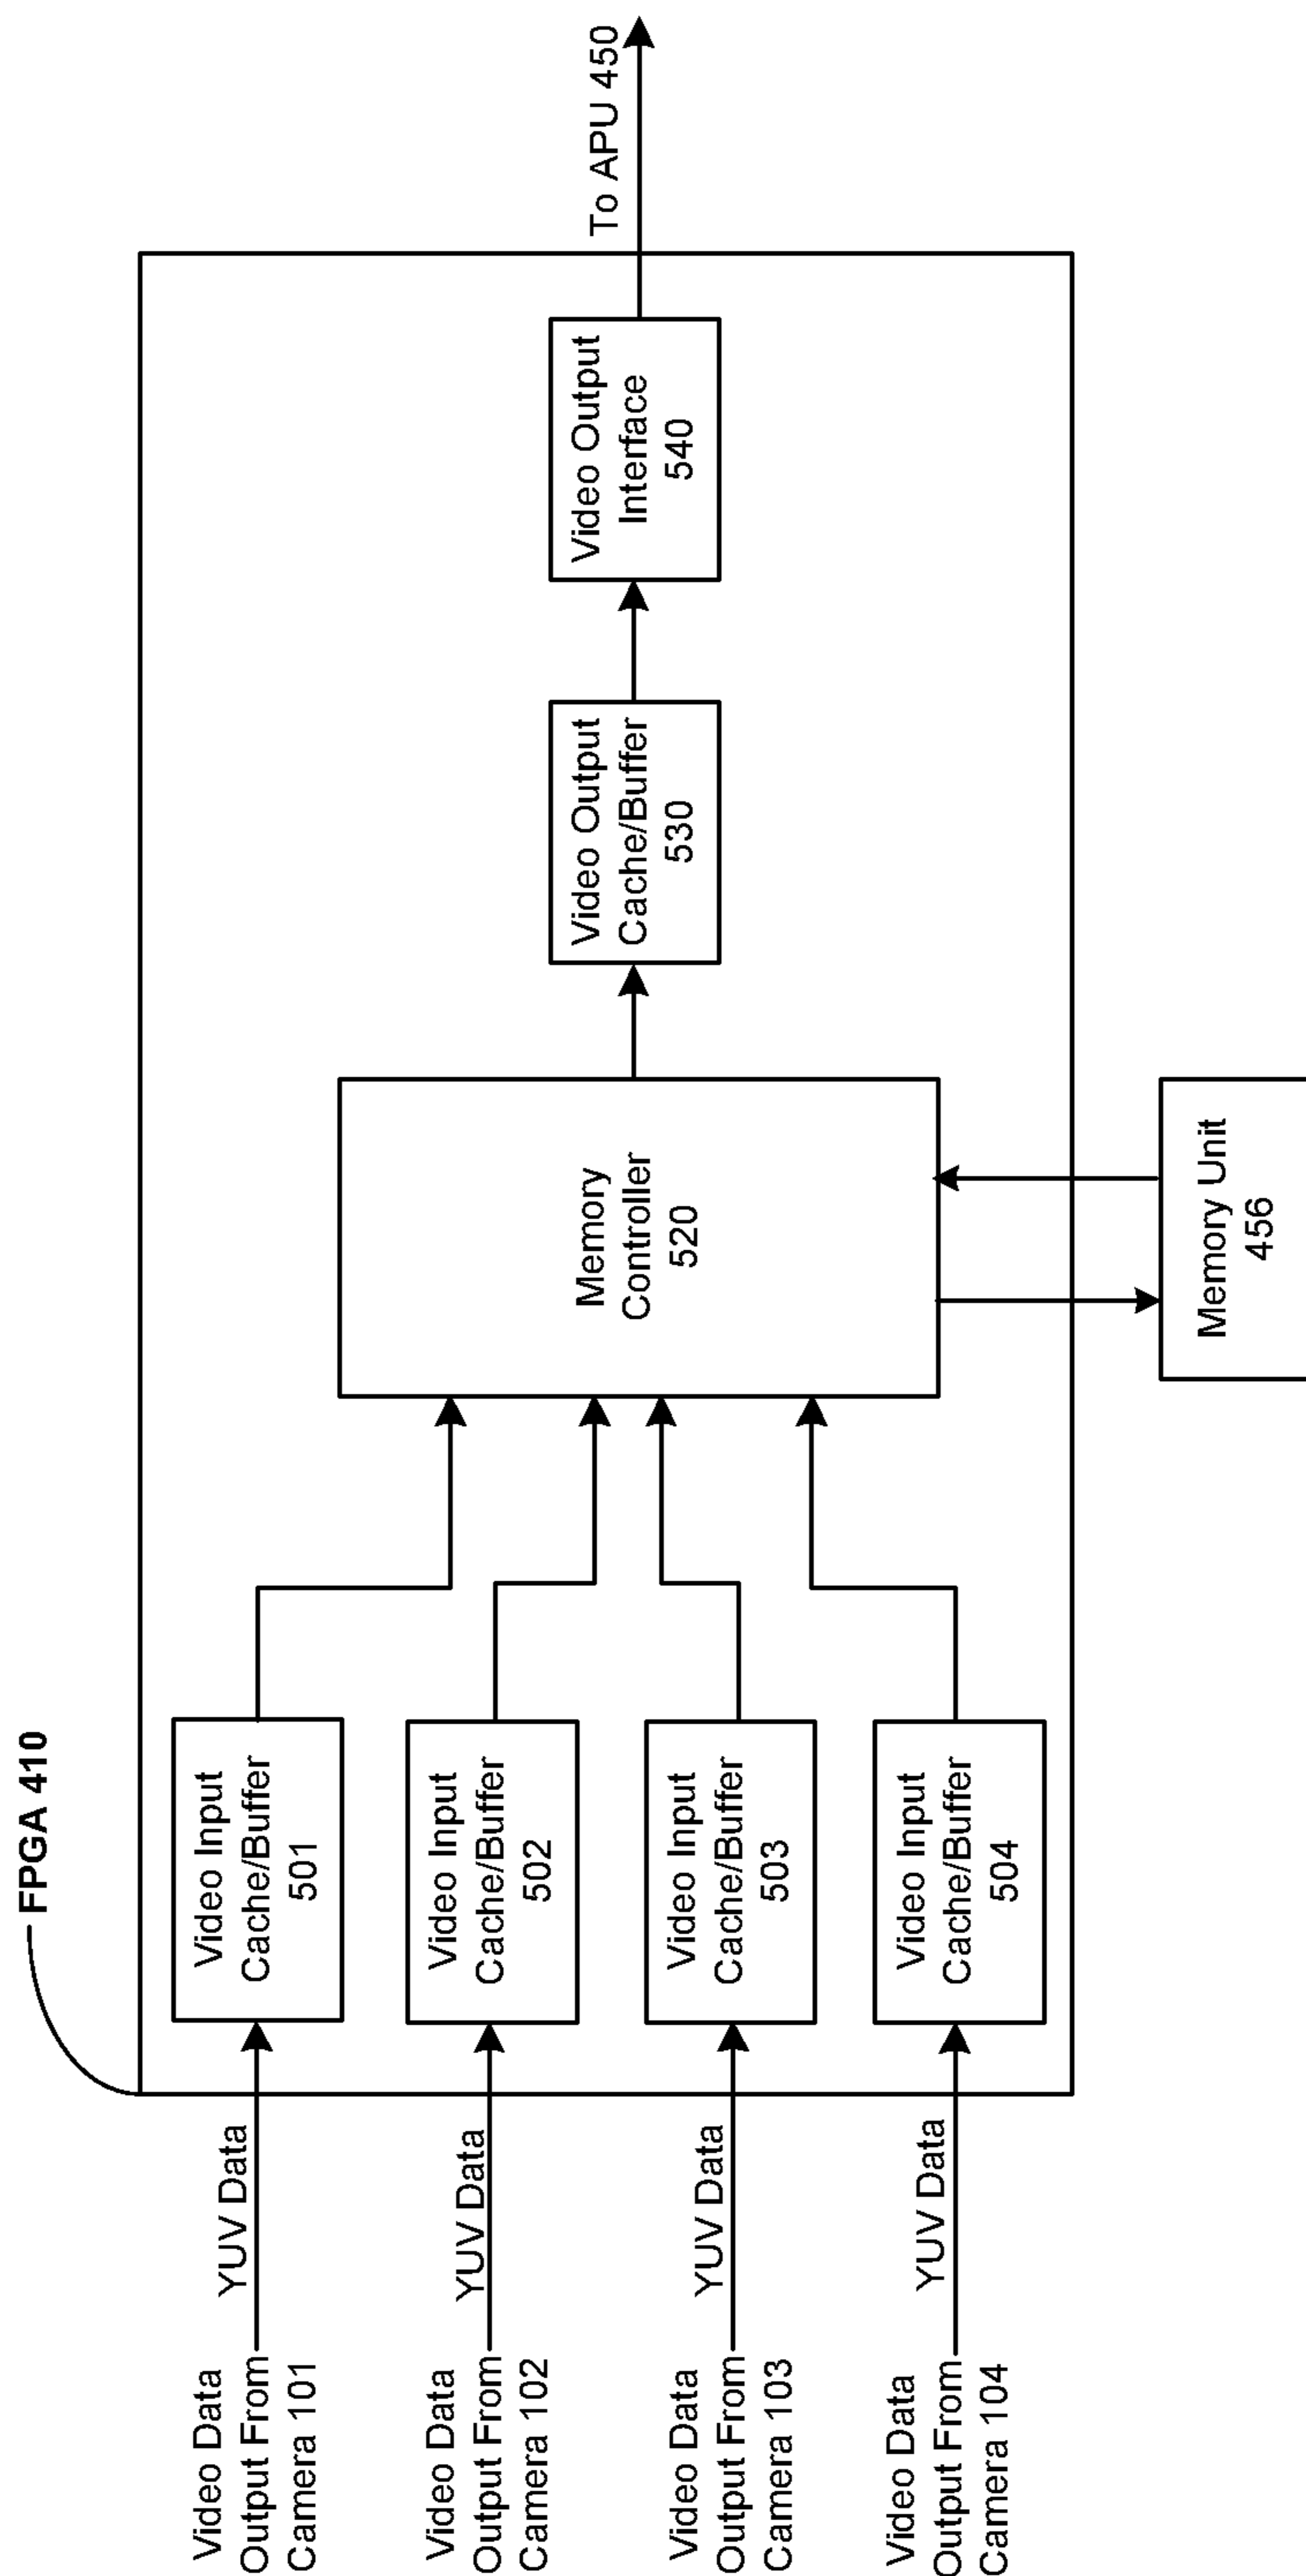 FPGA 410
Video Data
Output From
Camera 101
YUV Data
Video Input
Cache/Buffer
501
Video Data
Output From
Camera 102
YUV Data
Video Input
Cache/Buffer
502
Video Data
Output From
Camera 103
YUV Data
Video Input
Cache/Buffer
503
Video Data
Output From
Camera 104
YUV Data
Video Input
Cache/Buffer
504
Memory
Controller
520
Memory Unit
456
Video Output
Cache/Buffer
530
Video Output
Interface
540
To APU 450